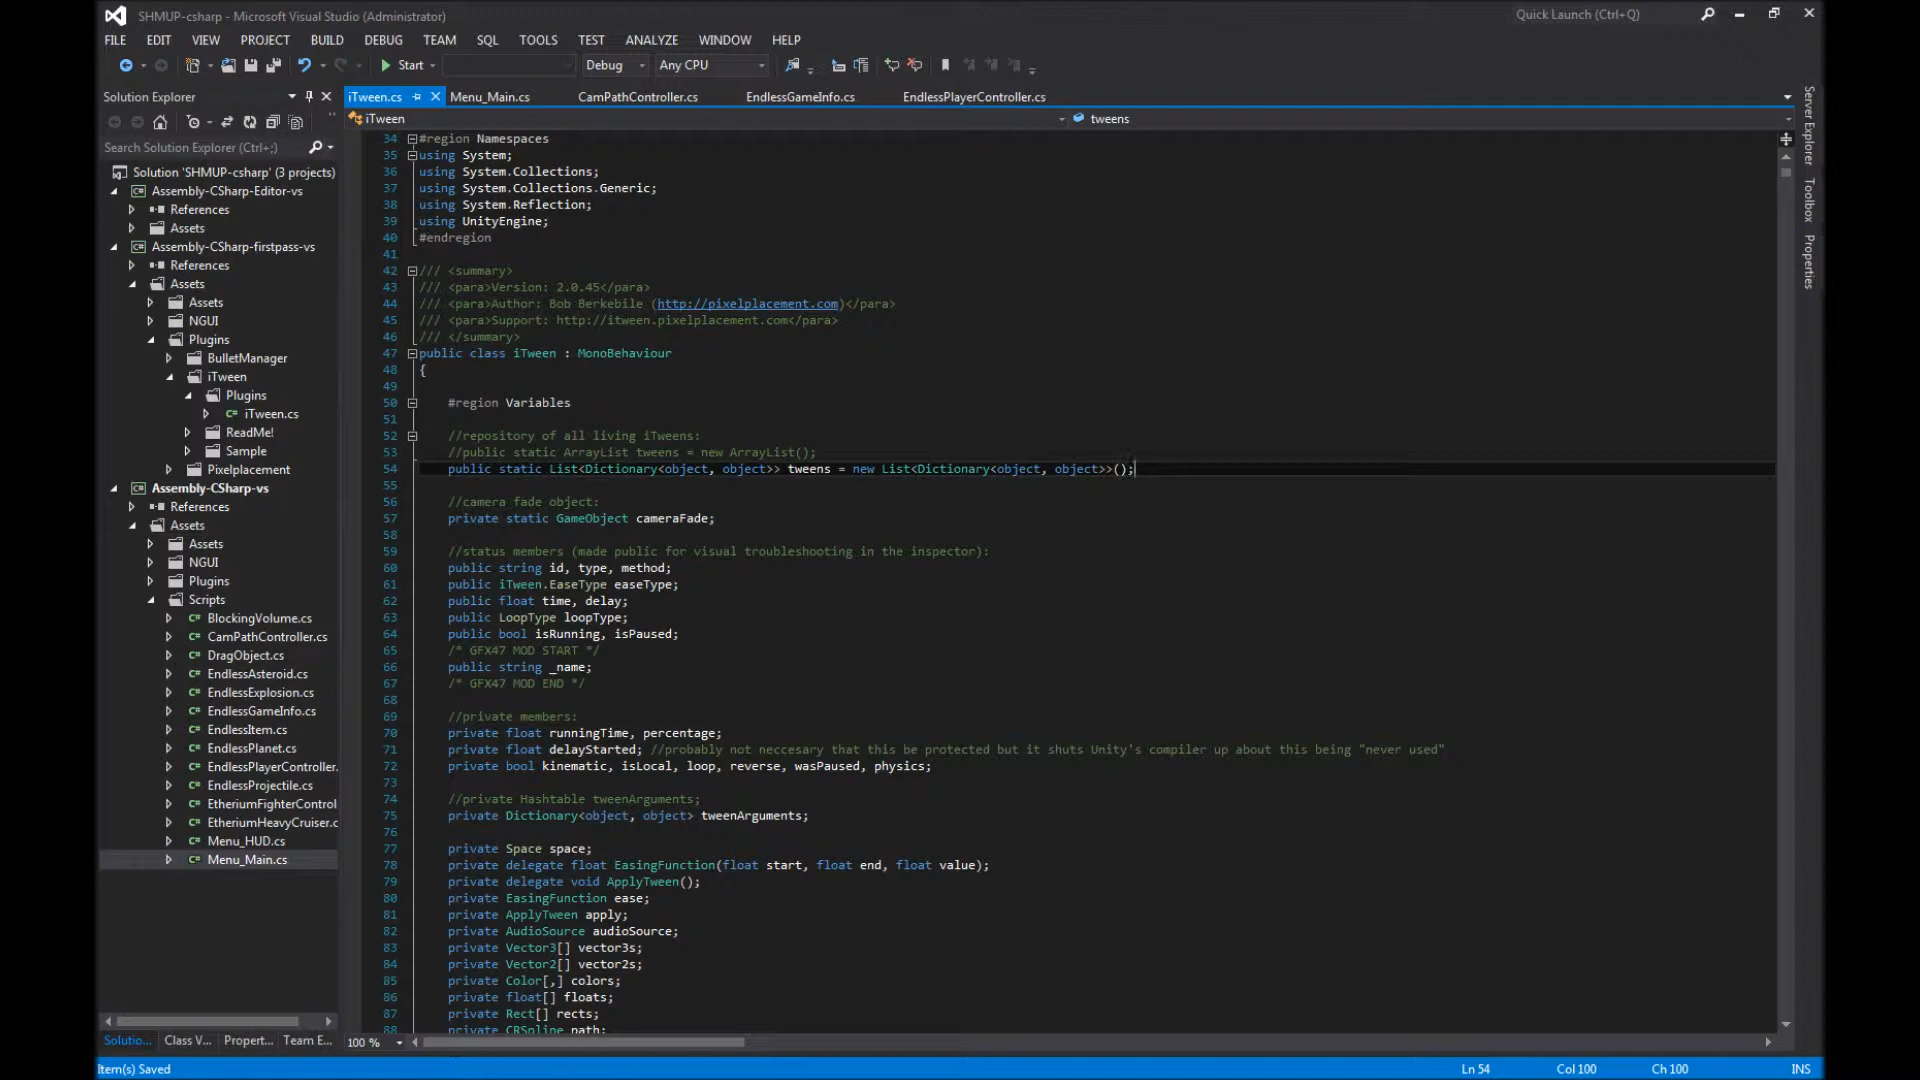 SHMUP-csharp - Microsoft Visual Studio (Administrator)
Quick Launch (Ctrl+Q)
FILE EDIT VIEW PROJECT BUILD DEBUG TEAM SQL TOOLS TEST ANALYZE WINDOW HELP
Start Debug Any CPU
Solution Explorer
Search Solution Explorer (Ctrl+;)
Solution 'SHMUP-csharp' (3 projects)
Assembly-CSharp-Editor-vs
References
Assets
Assembly-CSharp-firstpass-vs
References
Assets
Assets
NGUI
Plugins
BulletManager
iTween
Plugins
iTween.cs
ReadMe!
Sample
Pixelplacement
Assembly-CSharp-vs
References
Assets
Assets
NGUI
Plugins
Scripts
BlockingVolume.cs
CamPathController.cs
DragObject.cs
EndlessAsteroid.cs
EndlessExplosion.cs
EndlessGameInfo.cs
EndlessItem.cs
EndlessPlanet.cs
EndlessPlayerController.
EndlessProjectile.cs
EtheriumFighterControl
EtheriumHeavyCruiser.c
Menu_HUD.cs
Menu_Main.cs
Solutio... Class V... Propert... Team E...
iTween.cs Menu_Main.cs CamPathController.cs EndlessGameInfo.cs EndlessPlayerController.cs
iTween tweens
34 #region Namespaces
35 using System;
36 using System.Collections;
37 using System.Collections.Generic;
38 using System.Reflection;
39 using UnityEngine;
40 #endregion
41
42 /// <summary>
43 /// <para>Version: 2.0.45</para>
44 /// <para>Author: Bob Berkebile (http://pixelplacement.com)</para>
45 /// <para>Support: http://itween.pixelplacement.com</para>
46 /// </summary>
47 public class iTween : MonoBehaviour
48 {
49
50 #region Variables
51
52 //repository of all living iTweens:
53 //public static ArrayList tweens = new ArrayList();
54 public static List<Dictionary<object, object>> tweens = new List<Dictionary<object, object>>();
55
56 //camera fade object:
57 private static GameObject cameraFade;
58
59 //status members (made public for visual troubleshooting in the inspector):
60 public string id, type, method;
61 public iTween.EaseType easeType;
62 public float time, delay;
63 public LoopType loopType;
64 public bool isRunning, isPaused;
65 /* GFX47 MOD START */
66 public string _name;
67 /* GFX47 MOD END */
68
69 //private members:
70 private float runningTime, percentage;
71 private float delayStarted; //probably not neccesary that this be protected but it shuts Unity's compiler up about this being "never used"
72 private bool kinematic, isLocal, loop, reverse, wasPaused, physics;
73
74 //private Hashtable tweenArguments;
75 private Dictionary<object, object> tweenArguments;
76
77 private Space space;
78 private delegate float EasingFunction(float start, float end, float value);
79 private delegate void ApplyTween();
80 private EasingFunction ease;
81 private ApplyTween apply;
82 private AudioSource audioSource;
83 private Vector3[] vector3s;
84 private Vector2[] vector2s;
85 private Color[,] colors;
86 private float[] floats;
87 private Rect[] rects;
88 private CRSpline path;
100 %
Server Explorer
Toolbox
Properties
Item(s) Saved Ln 54 Col 100 Ch 100 INS